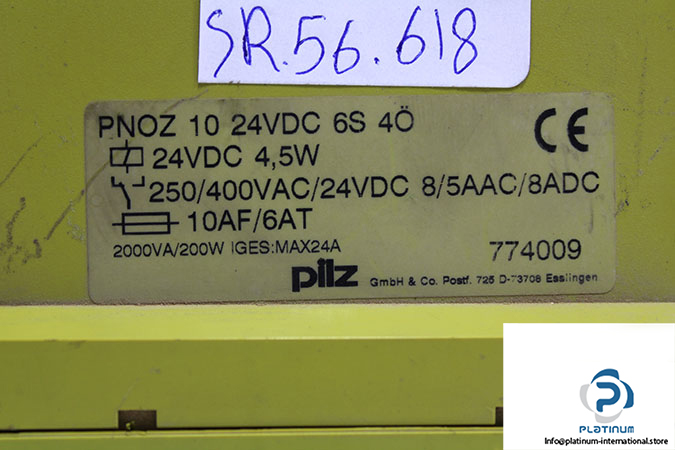 SR.56.618
PNOZ 10 24VDC 6S 4Ö
CE
24VDC 4,5W
250/400VAC/24VDC 8/5AAC/8ADC
10AF/6AT
2000VA/200W IGES:MAX24A
774009
pilz
GmbH & Co. Postf. 725 D-73708 Esslingen
PLATINUM
Info@platinum-international.store